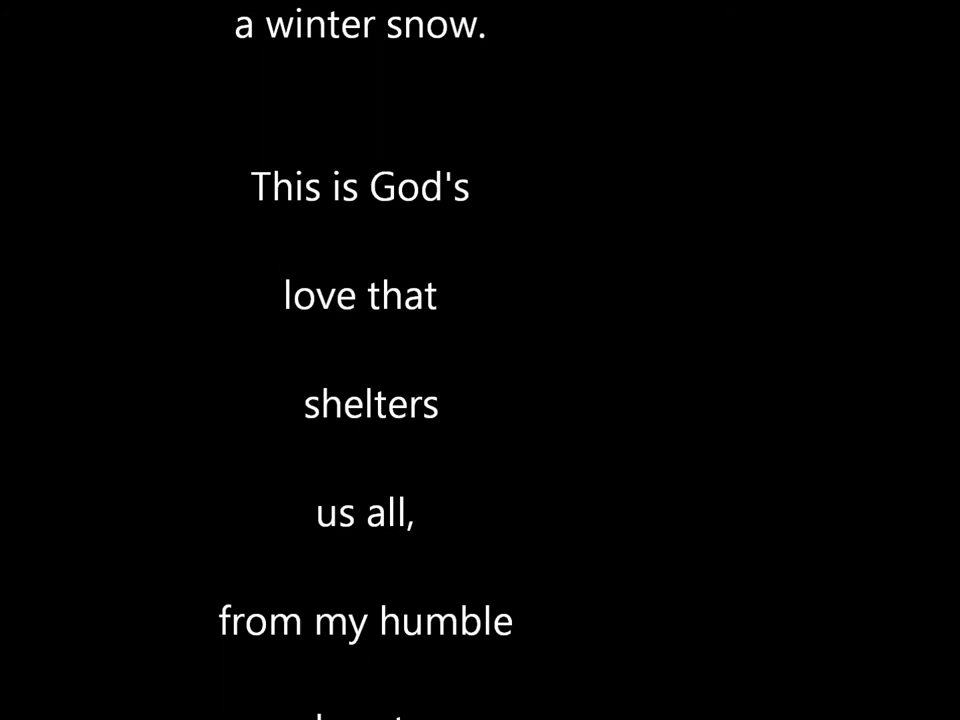 a winter snow.
This is God's
love that
shelters
us all,
from my humble